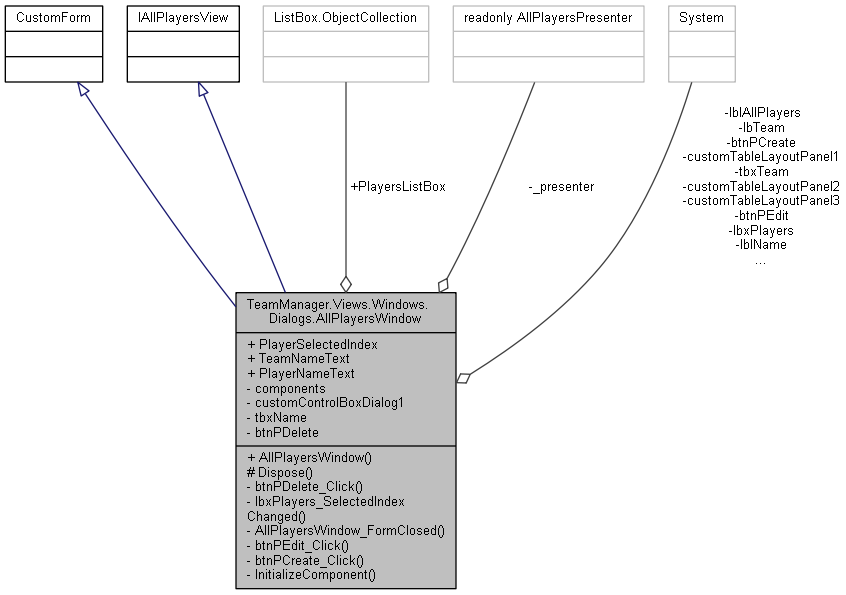 CustomForm
IAllPlayersView
ListBox.ObjectCollection
readonly AllPlayersPresenter
System
-lblAllPlayers
-lbTeam
-btnPCreate
-customTableLayoutPanel1
-tbxTeam
-customTableLayoutPanel2
-customTableLayoutPanel3
-btnPEdit
-lbxPlayers
-lblName
...
+PlayersListBox
-_presenter
TeamManager.Views.Windows.
Dialogs.AllPlayersWindow
+ PlayerSelectedIndex
+ TeamNameText
+ PlayerNameText
- components
- customControlBoxDialog1
- tbxName
- btnPDelete
+ AllPlayersWindow()
# Dispose()
- btnPDelete_Click()
- lbxPlayers_SelectedIndex
Changed()
- AllPlayersWindow_FormClosed()
- btnPEdit_Click()
- btnPCreate_Click()
- InitializeComponent()